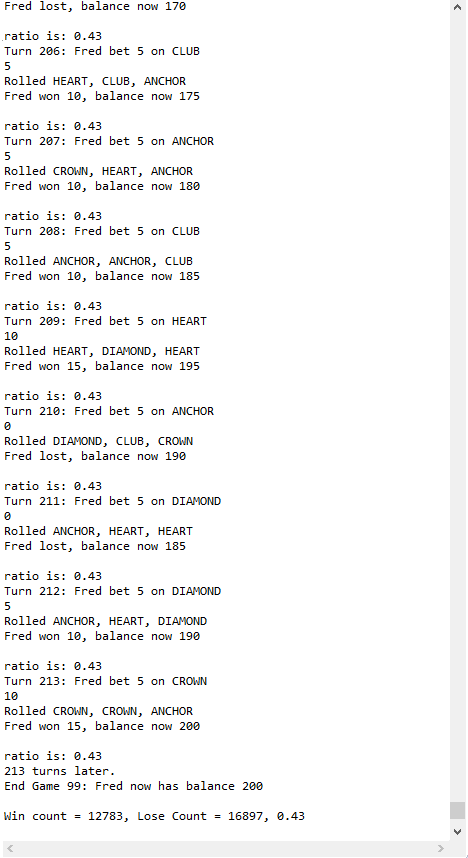 Fred lost, balance now 170
ratio is: 0.43
Turn 206: Fred bet 5 on CLUB
5
Rolled HEART, CLUB, ANCHOR
Fred won 10, balance now 175
ratio is: 0.43
Turn 207: Fred bet 5 on ANCHOR
5
Rolled CROWN, HEART, ANCHOR
Fred won 10, balance now 180
ratio is: 0.43
Turn 208: Fred bet 5 on CLUB
5
Rolled ANCHOR, ANCHOR, CLUB
Fred won 10, balance now 185
ratio is: 0.43
Turn 209: Fred bet 5 on HEART
10
Rolled HEART, DIAMOND, HEART
Fred won 15, balance now 195
ratio is: 0.43
Turn 210: Fred bet 5 on ANCHOR
0
Rolled DIAMOND, CLUB, CROWN
Fred lost, balance now 190
ratio is: 0.43
Turn 211: Fred bet 5 on DIAMOND
0
Rolled ANCHOR, HEART, HEART
Fred lost, balance now 185
ratio is: 0.43
Turn 212: Fred bet 5 on DIAMOND
5
Rolled ANCHOR, HEART, DIAMOND
Fred won 10, balance now 190
ratio is: 0.43
Turn 213: Fred bet 5 on CROWN
10
Rolled CROWN, CROWN, ANCHOR
Fred won 15, balance now 200
ratio is: 0.43
213 turns later.
End Game 99: Fred now has balance 200
Win count = 12783, Lose Count = 16897, 0.43